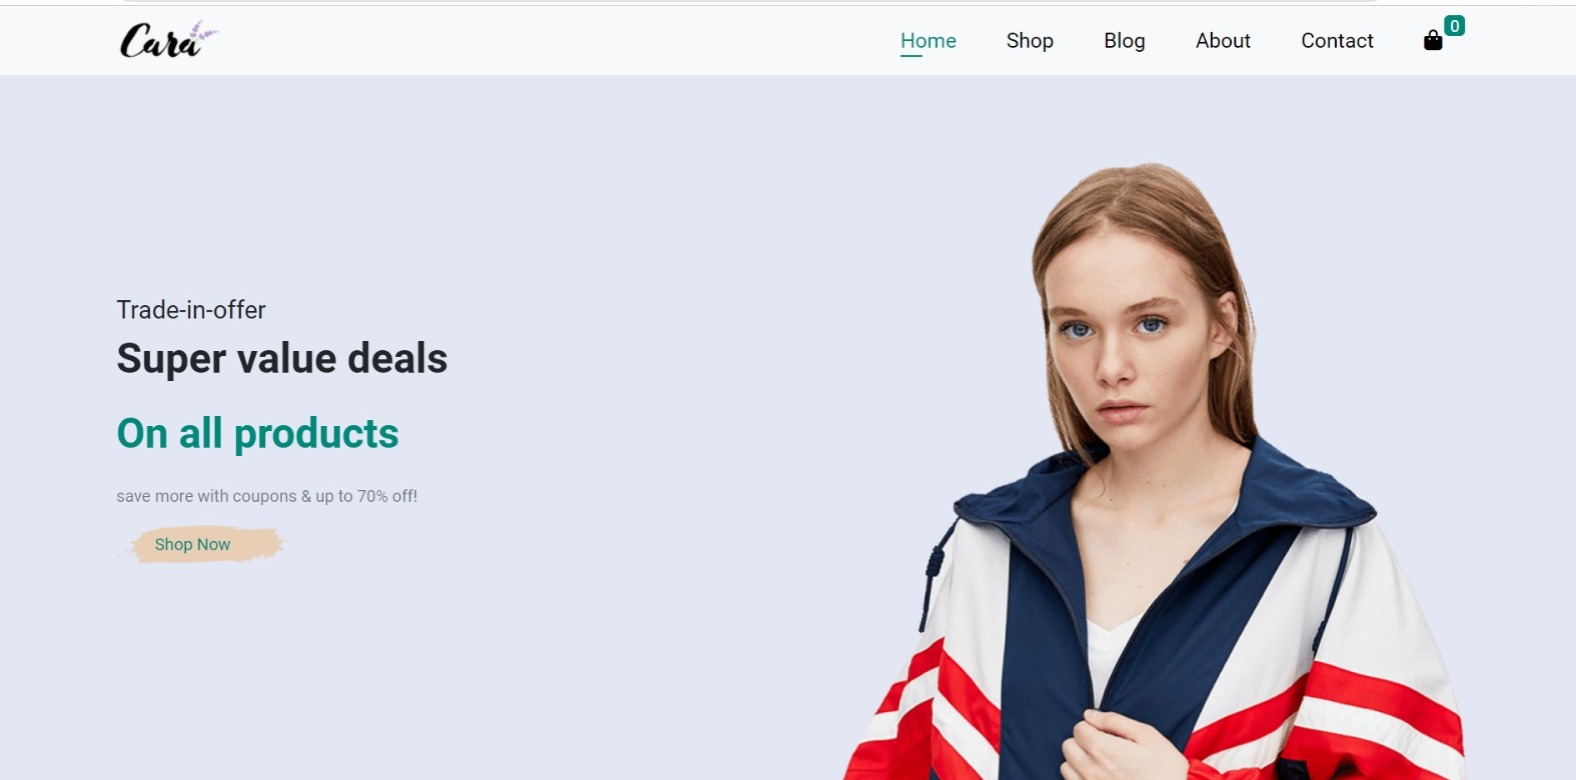 Cara
Home Shop Blog About Contact 0
Trade-in-offer
Super value deals
On all products
save more with coupons & up to 70% off!
Shop Now